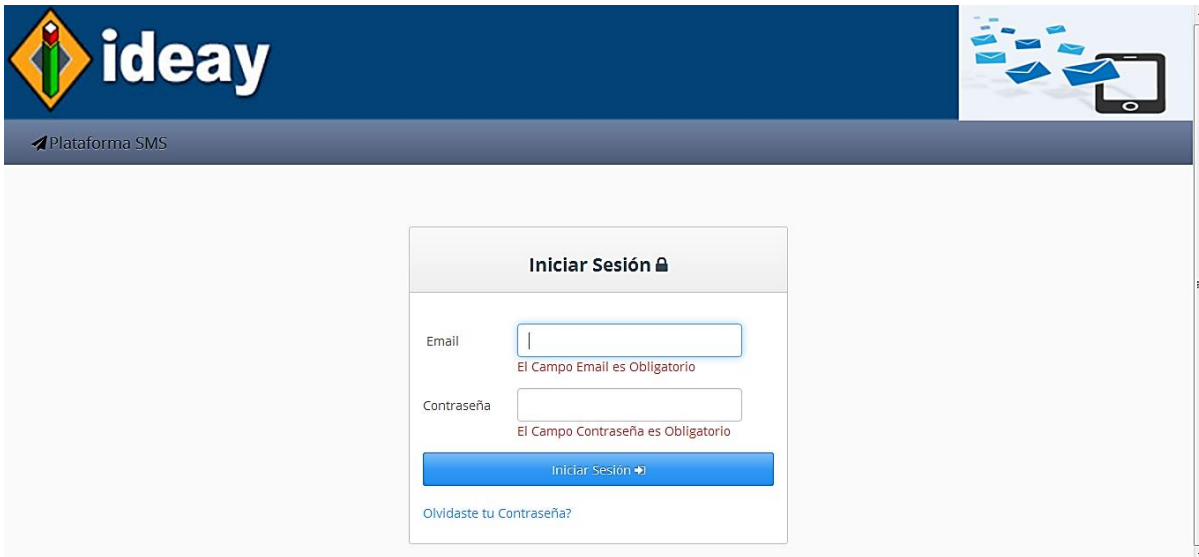 ideay
Plataforma SMS
Iniciar Sesión
Email
El Campo Email es Obligatorio
Contraseña
El Campo Contraseña es Obligatorio
Iniciar Sesión
Olvidaste tu Contraseña?